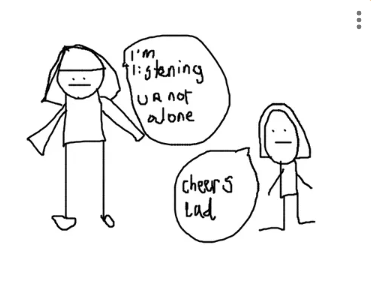 I'm
listening
U R not
alone
cheers
Lad